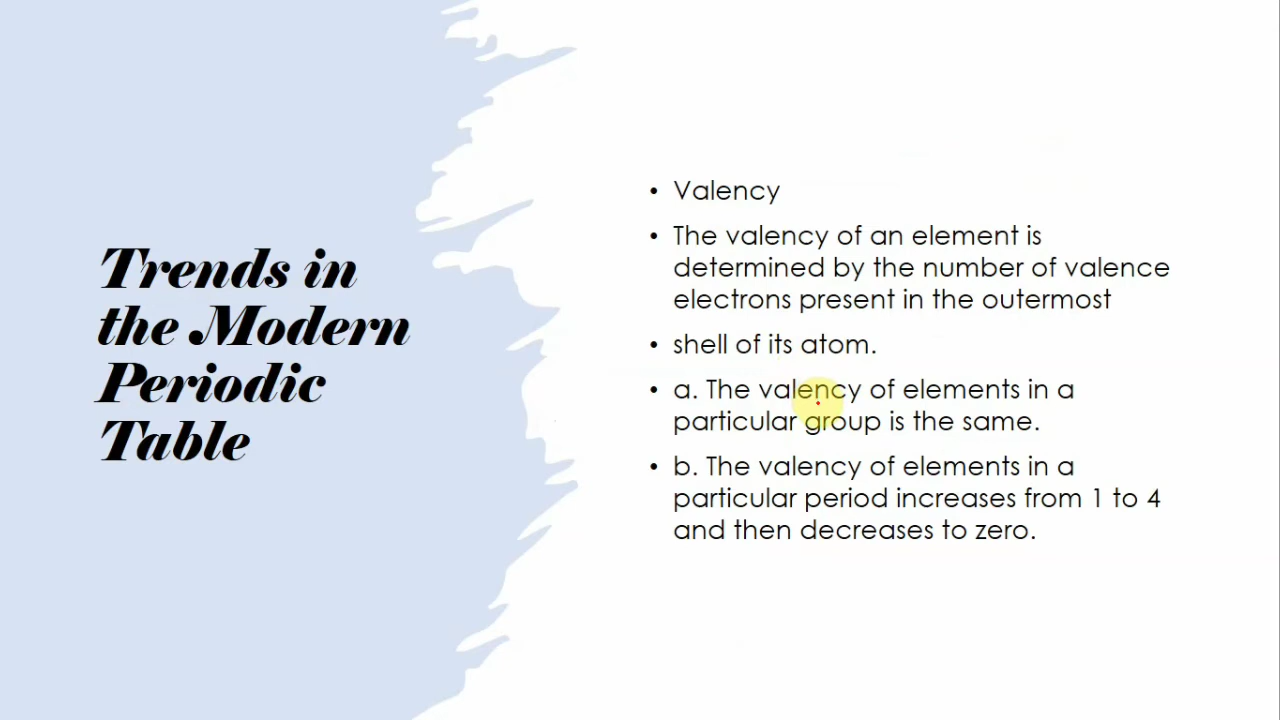 Trends in
the Modern
Periodic
Table
• Valency
• The valency of an element is
determined by the number of valence
electrons present in the outermost
• shell of its atom.
• a. The valency of elements in a
particular group is the same.
• b. The valency of elements in a
particular period increases from 1 to 4
and then decreases to zero.